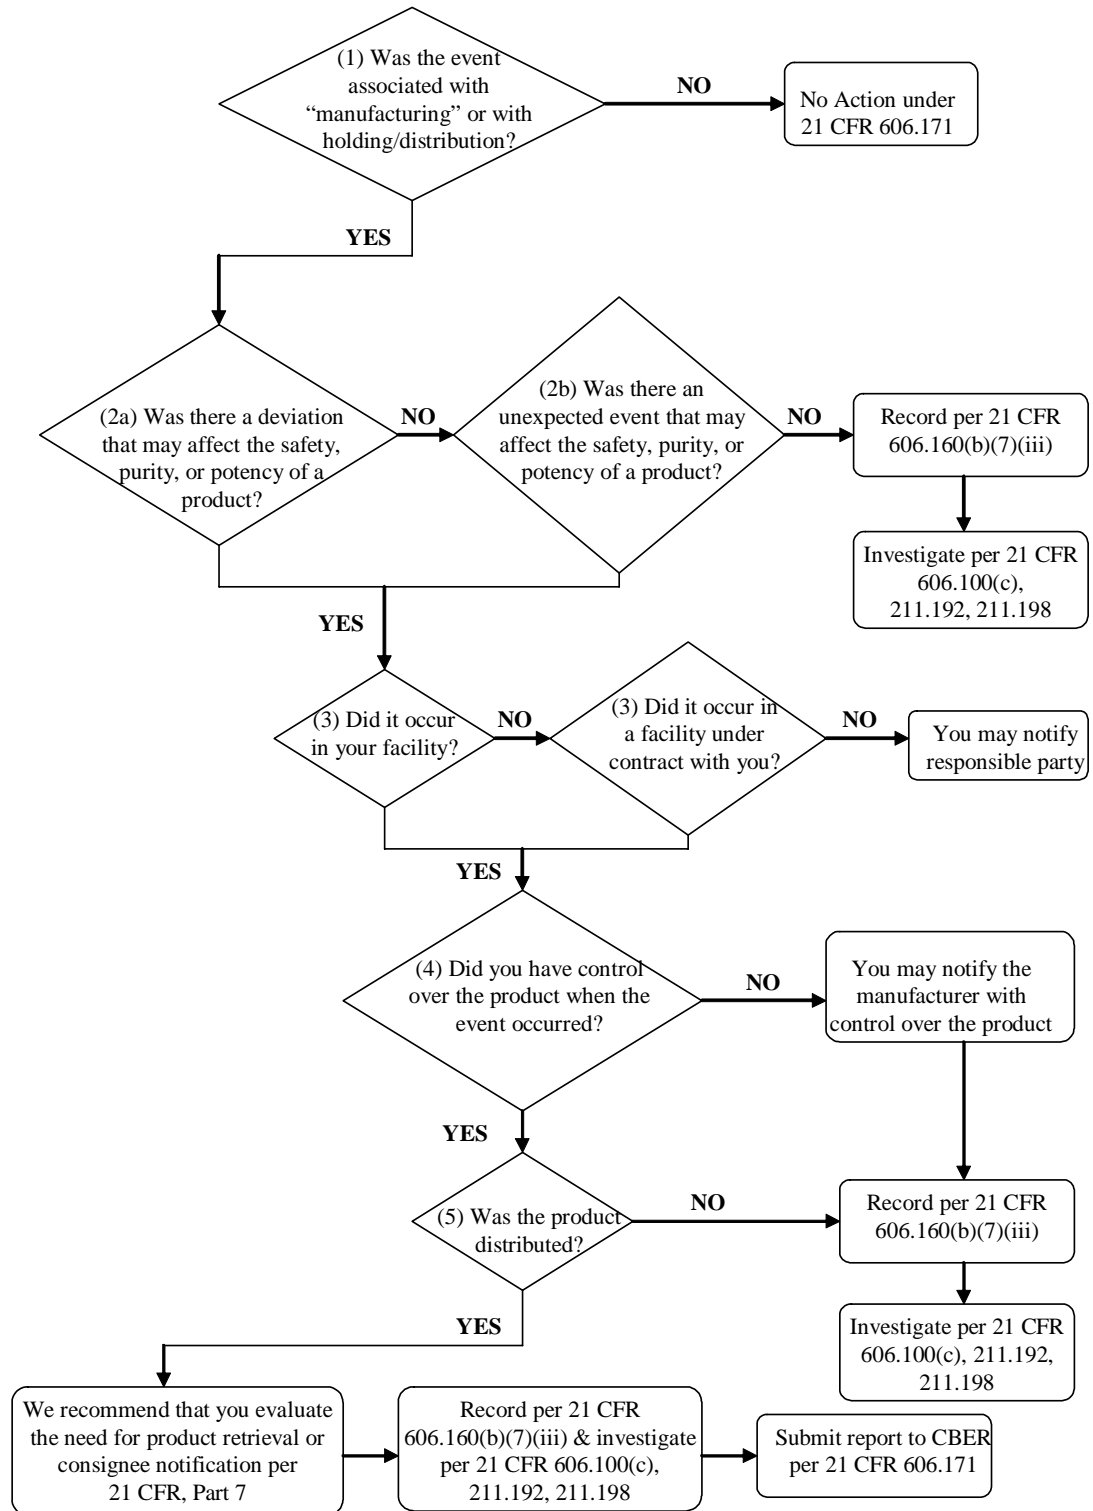 (1) Was the event
associated with
“manufacturing” or with
holding/distribution?
NO
No Action under
21 CFR 606.171
YES
(2a) Was there a deviation
that may affect the safety,
purity, or potency of a
product?
NO
(2b) Was there an
unexpected event that may
affect the safety, purity, or
potency of a product?
NO
Record per 21 CFR
606.160(b)(7)(iii)
Investigate per 21 CFR
606.100(c),
211.192, 211.198
YES
(3) Did it occur
in your facility?
NO
(3) Did it occur in
a facility under
contract with you?
NO
You may notify
responsible party
YES
(4) Did you have control
over the product when the
event occurred?
NO
You may notify the
manufacturer with
control over the product
YES
(5) Was the product
distributed?
NO
Record per 21 CFR
606.160(b)(7)(iii)
Investigate per 21 CFR
606.100(c), 211.192,
211.198
YES
We recommend that you evaluate
the need for product retrieval or
consignee notification per
21 CFR, Part 7
Record per 21 CFR
606.160(b)(7)(iii) & investigate
per 21 CFR 606.100(c),
211.192, 211.198
Submit report to CBER
per 21 CFR 606.171